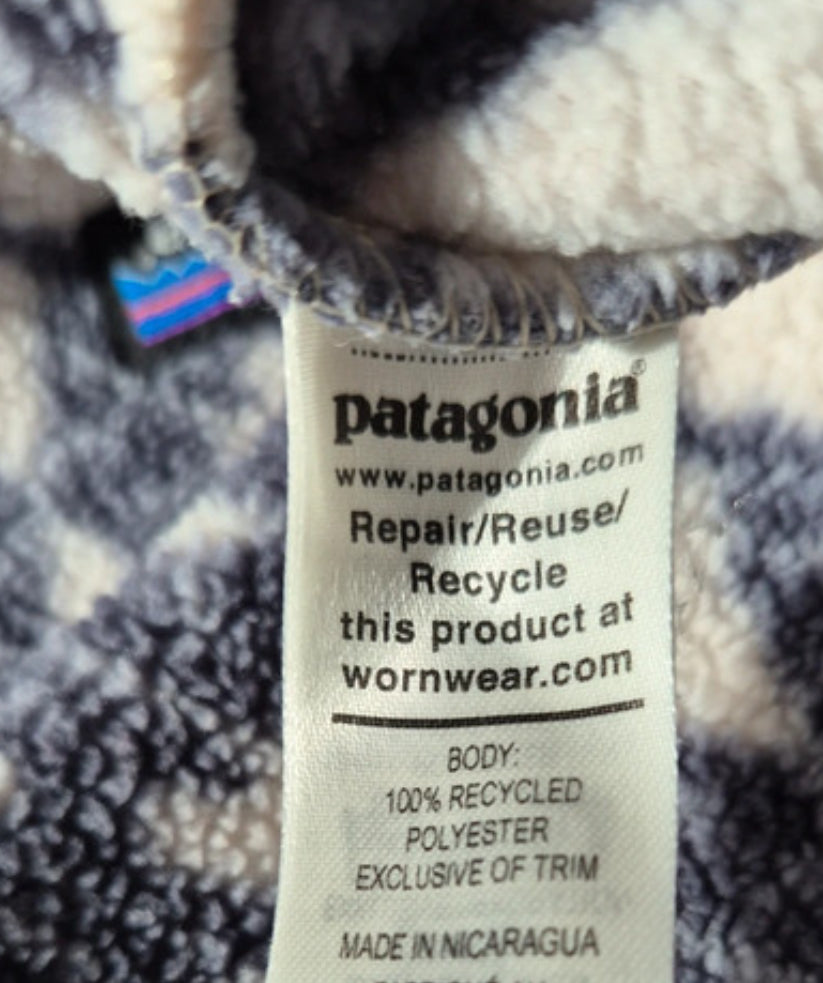 patagonia®
www.patagonia.com
Repair/Reuse/
Recycle
this product at
wornwear.com
BODY:
100% RECYCLED
POLYESTER
EXCLUSIVE OF TRIM
MADE IN NICARAGUA